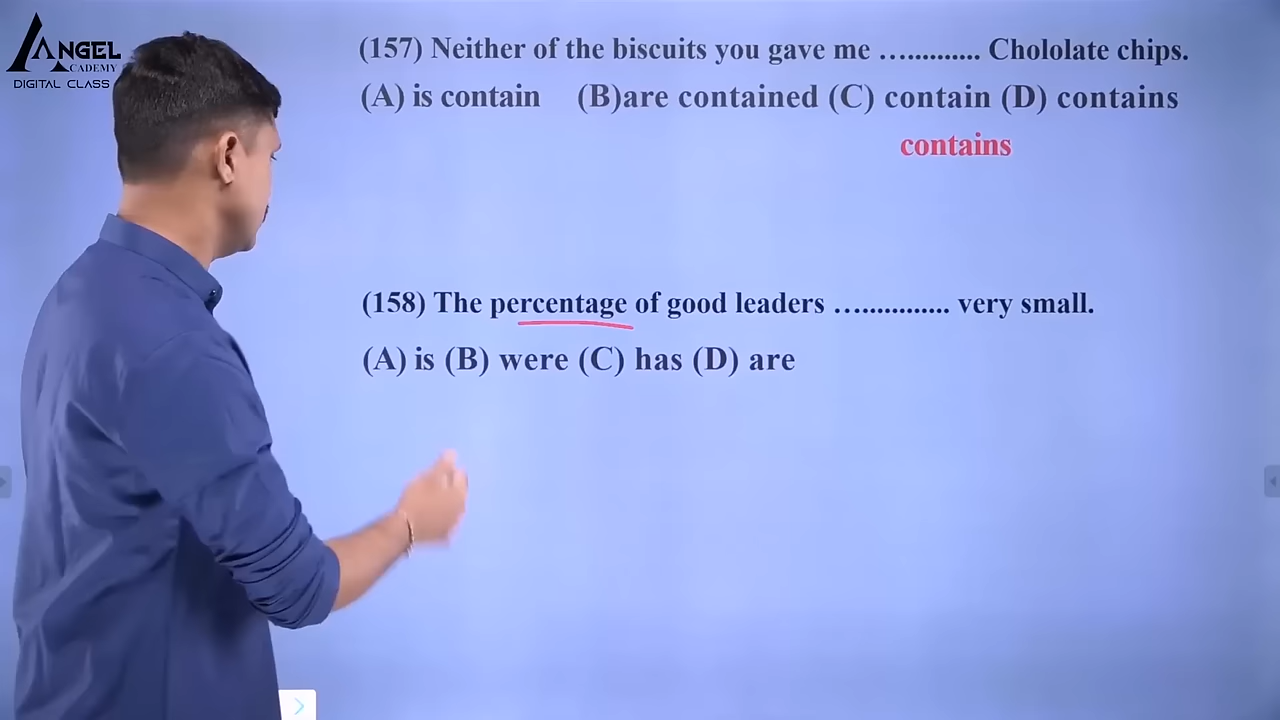 ANGEL
ACADEMY
DIGITAL CLASS
(157) Neither of the biscuits you gave me …........... Chololate chips.
(A) is contain (B)are contained (C) contain (D) contains
contains
(158) The percentage of good leaders …............. very small.
(A) is (B) were (C) has (D) are